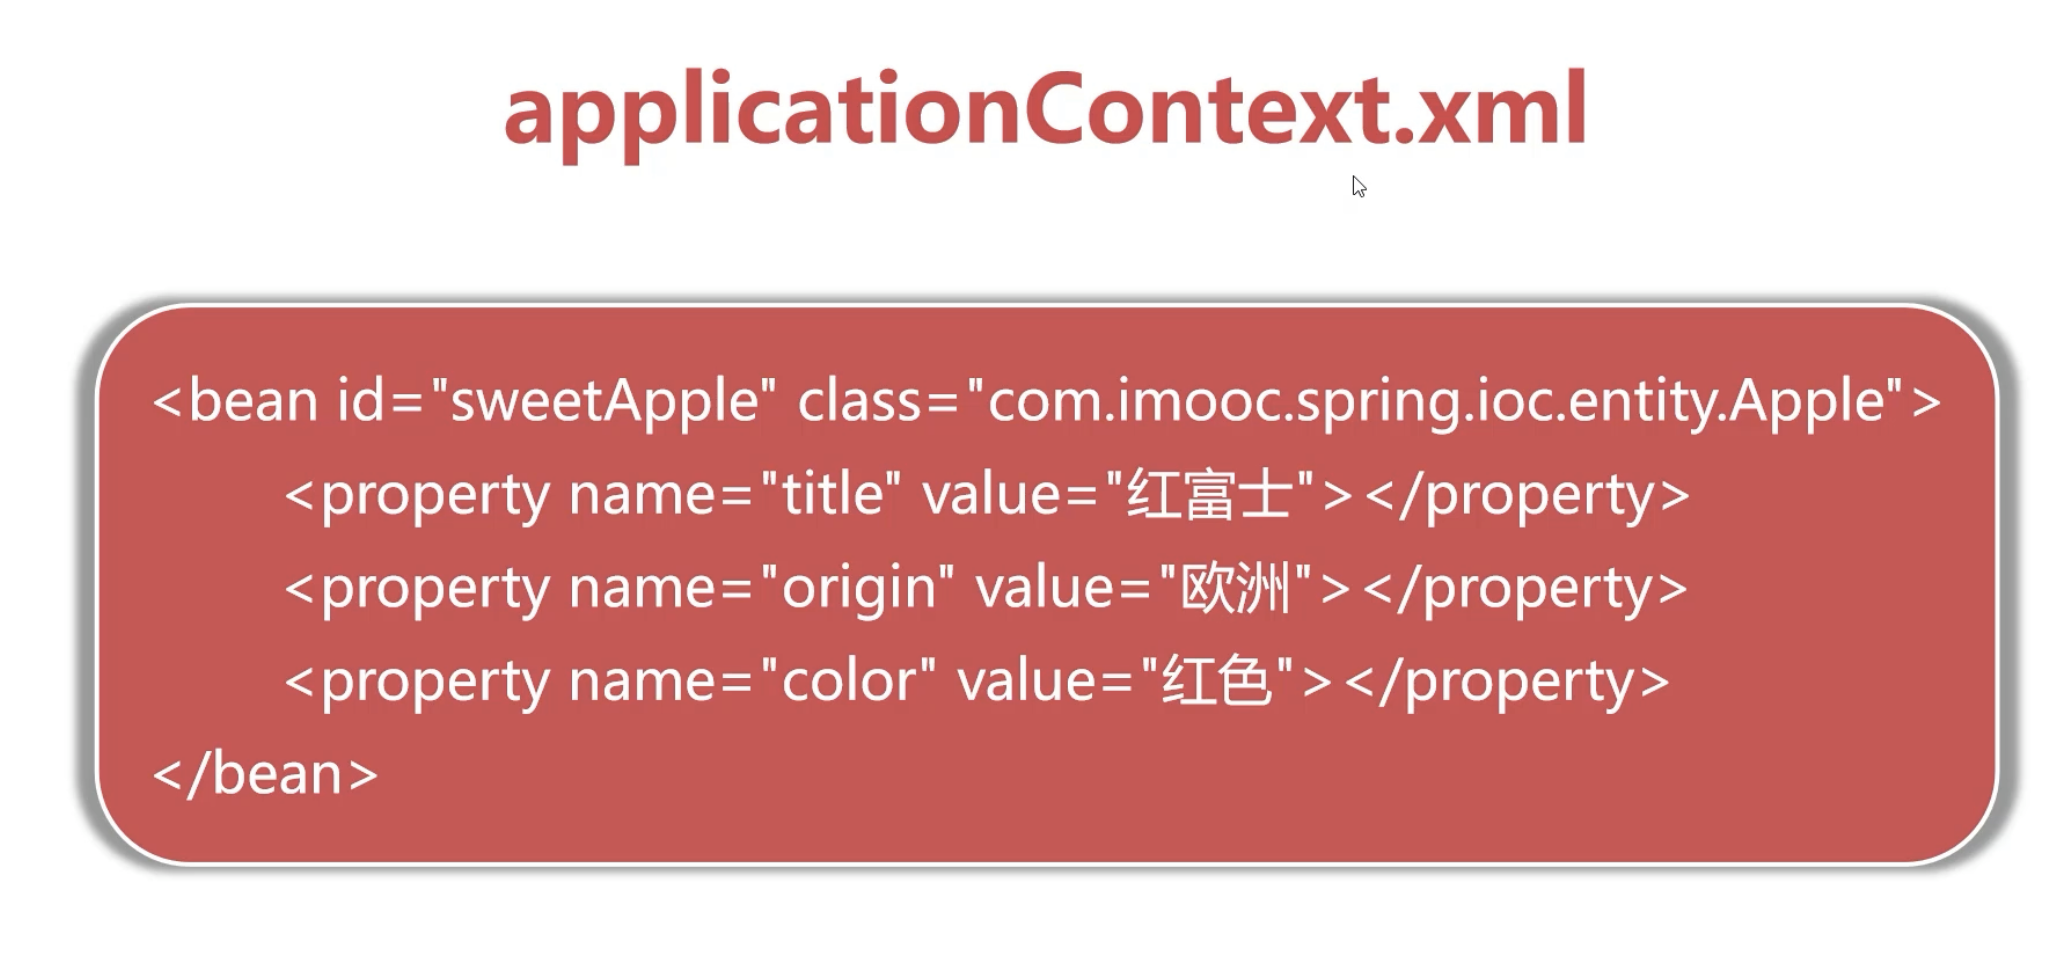 applicationContext.xml
<bean id="sweetApple" class="com.imooc.spring.ioc.entity.Apple">
<property name="title" value="红富士"></property>
<property name="origin" value="欧洲"></property>
<property name="color" value="红色"></property>
</bean>